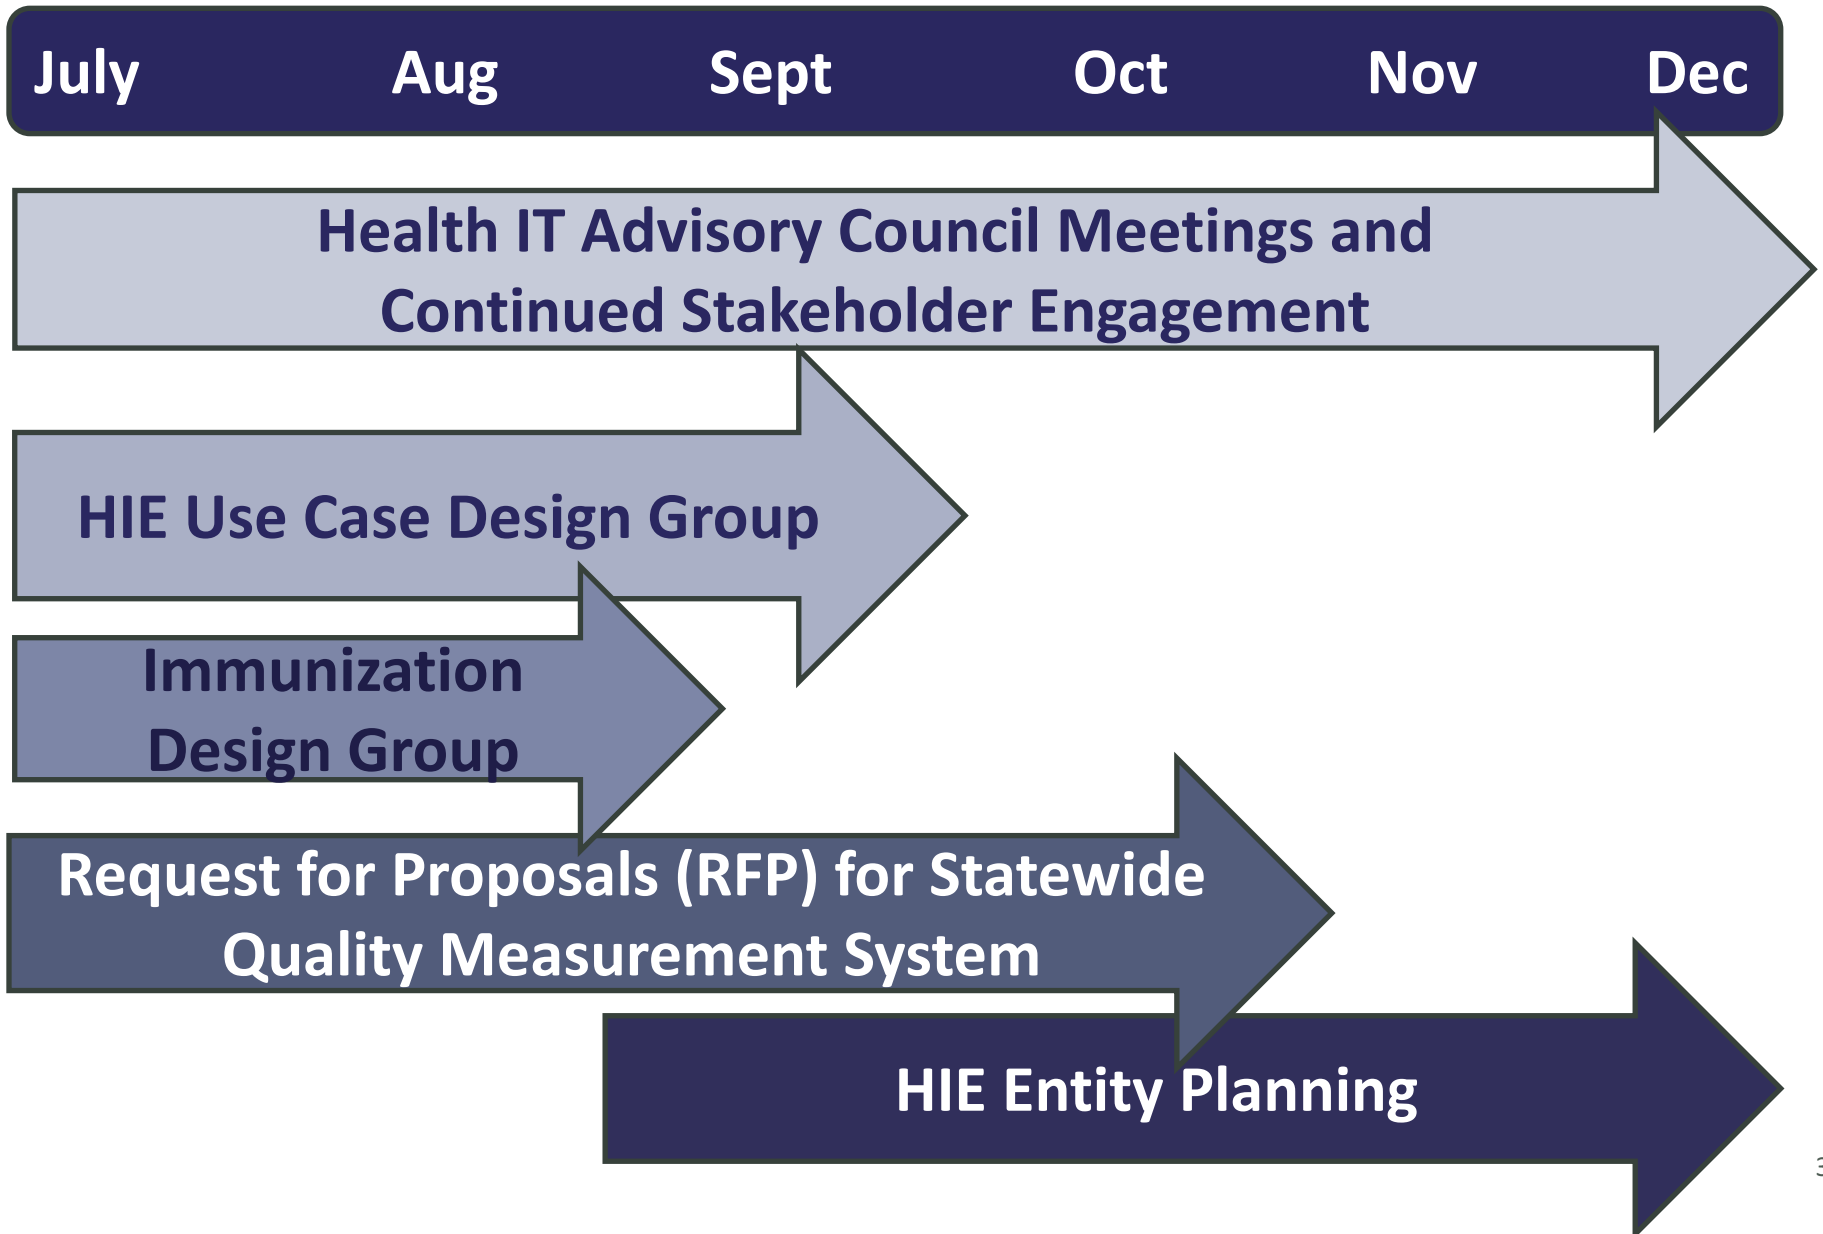 July Aug Sept Oct Nov Dec
Health IT Advisory Council Meetings and
Continued Stakeholder Engagement
HIE Use Case Design Group
Immunization
Design Group
Request for Proposals (RFP) for Statewide
Quality Measurement System
HIE Entity Planning